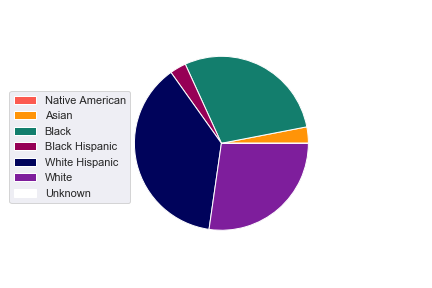 Native American
Asian
Black
Black Hispanic
White Hispanic
White
Unknown